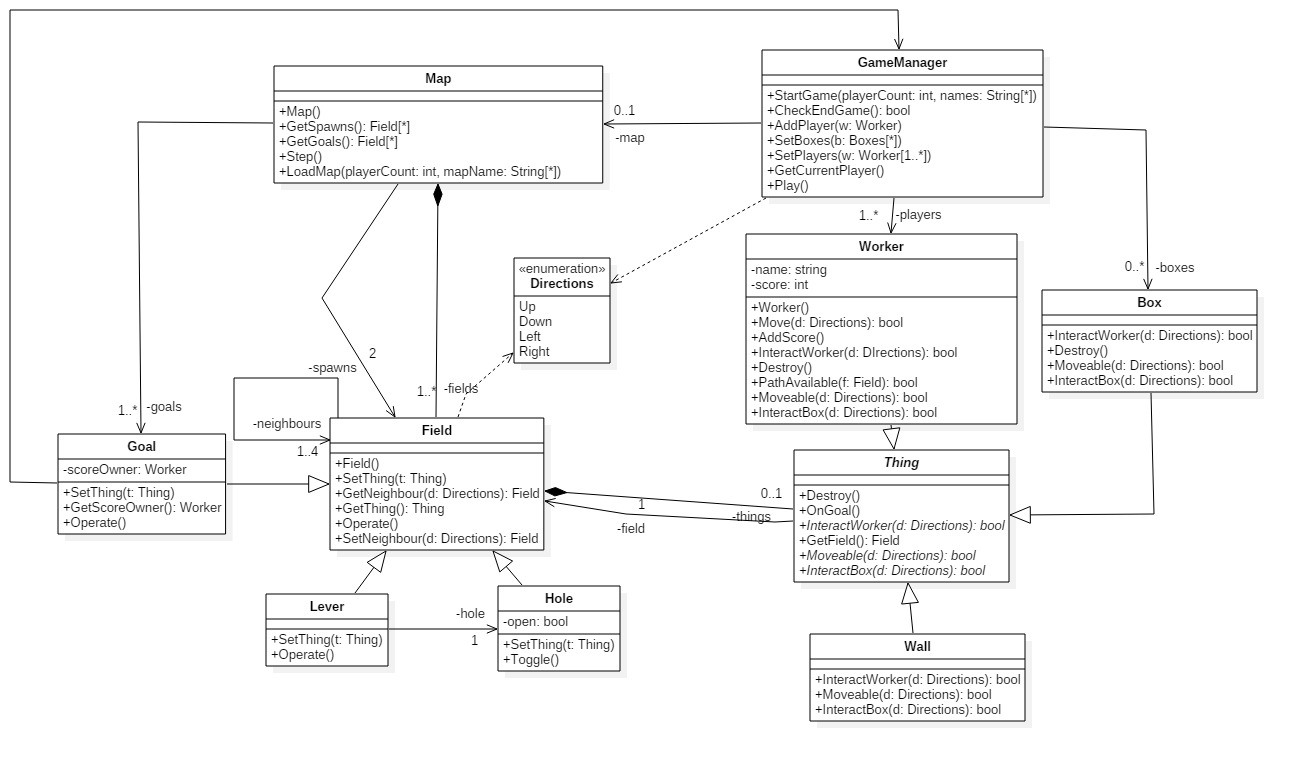 GameManager
+StartGame(playerCount: int, names: String[*])
+CheckEndGame(): bool
+AddPlayer(w: Worker)
+SetBoxes(b: Boxes[*])
+SetPlayers(w: Worker[1..*])
+GetCurrentPlayer()
+Play()
Map
+Map()
+GetSpawns(): Field[*]
+GetGoals(): Field[*]
+Step()
+LoadMap(playerCount: int, mapName: String[*])
0..1
-map
1..*
-players
0..*
-boxes
Worker
-name: string
-score: int
+Worker()
+Move(d: Directions): bool
+AddScore()
+InteractWorker(d: DIrections): bool
+Destroy()
+PathAvailable(f: Field): bool
+Moveable(d: Directions): bool
+InteractBox(d: Directions): bool
«enumeration»
Directions
Up
Down
Left
Right
Box
+InteractWorker(d: Directions): bool
+Destroy()
+Moveable(d: Directions): bool
+InteractBox(d: Directions): bool
2
-spawns
1..*
-fields
1..*
-goals
-neighbours
1..4
Goal
-scoreOwner: Worker
+SetThing(t: Thing)
+GetScoreOwner(): Worker
+Operate()
Field
+Field()
+SetThing(t: Thing)
+GetNeighbour(d: Directions): Field
+GetThing(): Thing
+Operate()
+SetNeighbour(d: Directions): Field
0..1
1
-things
-field
Thing
+Destroy()
+OnGoal()
+InteractWorker(d: Directions): bool
+GetField(): Field
+Moveable(d: Directions): bool
+InteractBox(d: Directions): bool
Lever
+SetThing(t: Thing)
+Operate()
-hole
1
Hole
-open: bool
+SetThing(t: Thing)
+Toggle()
Wall
+InteractWorker(d: Directions): bool
+Moveable(d: Directions): bool
+InteractBox(d: Directions): bool